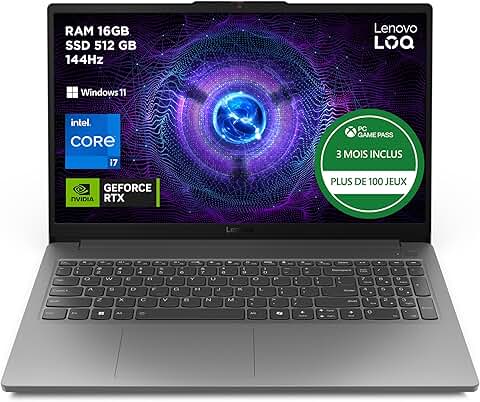 RAM 16GB
SSD 512 GB
144Hz
Lenovo
LOQ
Windows 11
intel.
CORE
i7
NVIDIA
GEFORCE
RTX
PC
GAME PASS
3 MOIS INCLUS
PLUS DE 100 JEUX
Lenovo